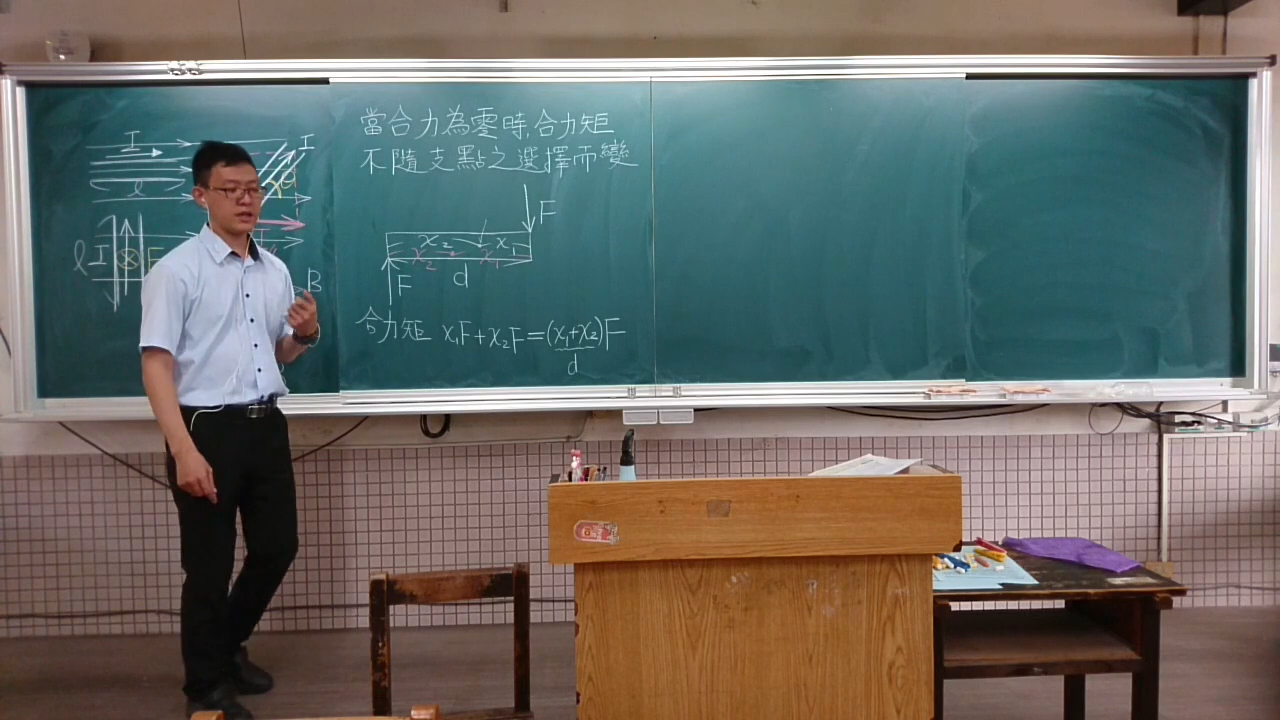 I
I
ℓ
θ
ℓ I
F
B
當合力為零時,合力矩
不隨支點之選擇而變
F
x₂ x₁
x₂ x₁
F
d
合力矩 x₁F+x₂F=(x₁+x₂)F
d